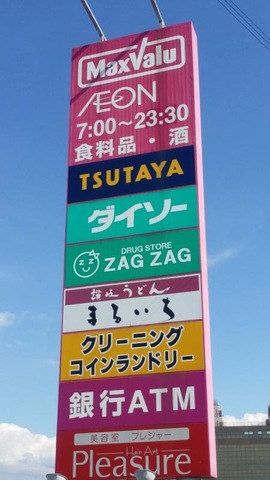 MaxValu
ÆON
7:00～23:30
食料品・酒
TSUTAYA
ダイソー
DRUG STORE
ZAG ZAG
讃岐うどん
まるいち
クリーニング
コインランドリー
銀行ATM
美容室 プレジャー
Hair Art
Pleasure